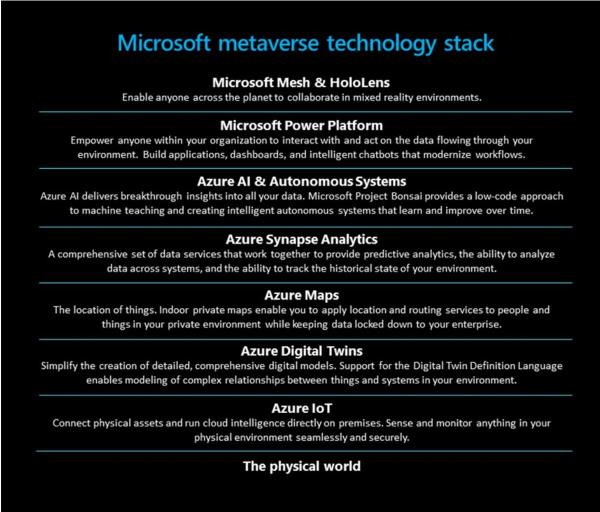 Microsoft metaverse technology stack
Microsoft Mesh & HoloLens
Enable anyone across the planet to collaborate in mixed reality environments.
Microsoft Power Platform
Empower anyone within your organization to interact with and act on the data flowing through your
environment. Build applications, dashboards, and intelligent chatbots that modernize workflows.
Azure AI & Autonomous Systems
Azure AI delivers breakthrough insights into all your data. Microsoft Project Bonsai provides a low-code approach
to machine teaching and creating intelligent autonomous systems that learn and improve over time.
Azure Synapse Analytics
A comprehensive set of data services that work together to provide predictive analytics, the ability to analyze
data across systems, and the ability to track the historical state of your environment.
Azure Maps
The location of things. Indoor private maps enable you to apply location and routing services to people and
things in your private environment while keeping data locked down to your enterprise.
Azure Digital Twins
Simplify the creation of detailed, comprehensive digital models. Support for the Digital Twin Definition Language
enables modeling of complex relationships between things and systems in your environment.
Azure IoT
Connect physical assets and run cloud intelligence directly on premises. Sense and monitor anything in your
physical environment seamlessly and securely.
The physical world